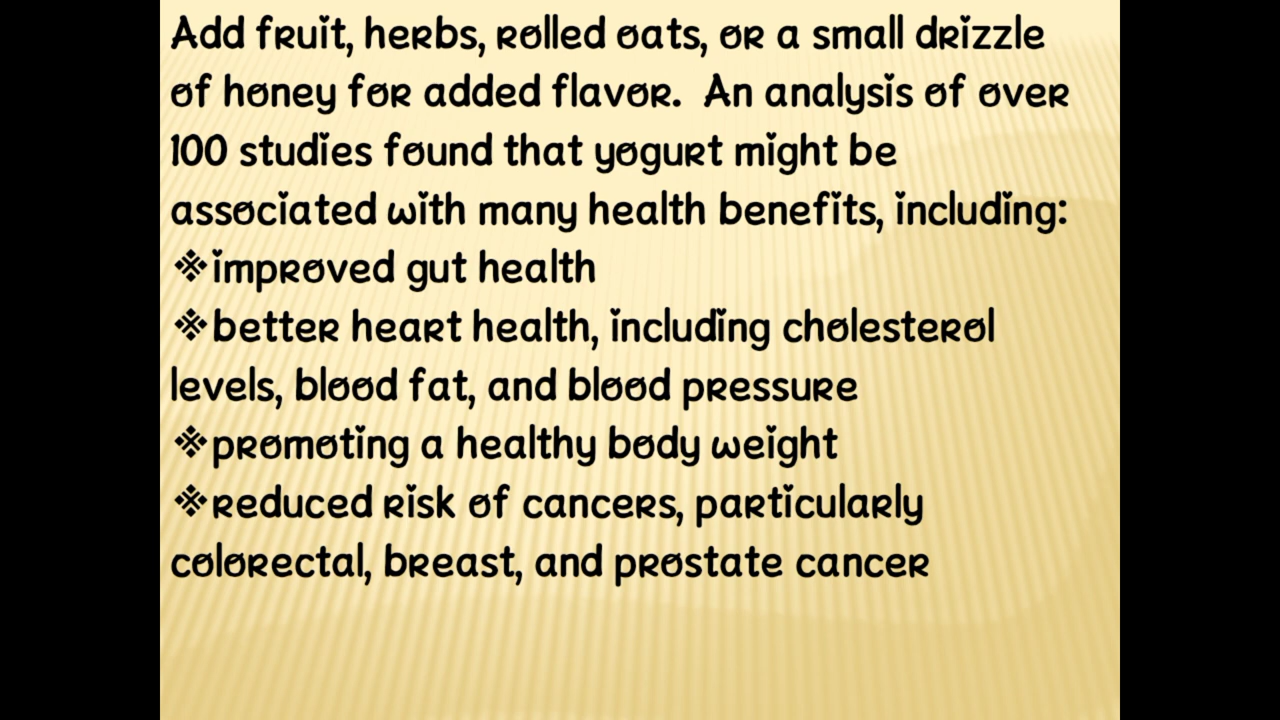 Add fruit, herbs, rolled oats, or a small drizzle
of honey for added flavor.  An analysis of over
100 studies found that yogurt might be
associated with many health benefits, including:
❖improved gut health
❖better heart health, including cholesterol
levels, blood fat, and blood pressure
❖promoting a healthy body weight
❖reduced risk of cancers, particularly
colorectal, breast, and prostate cancer